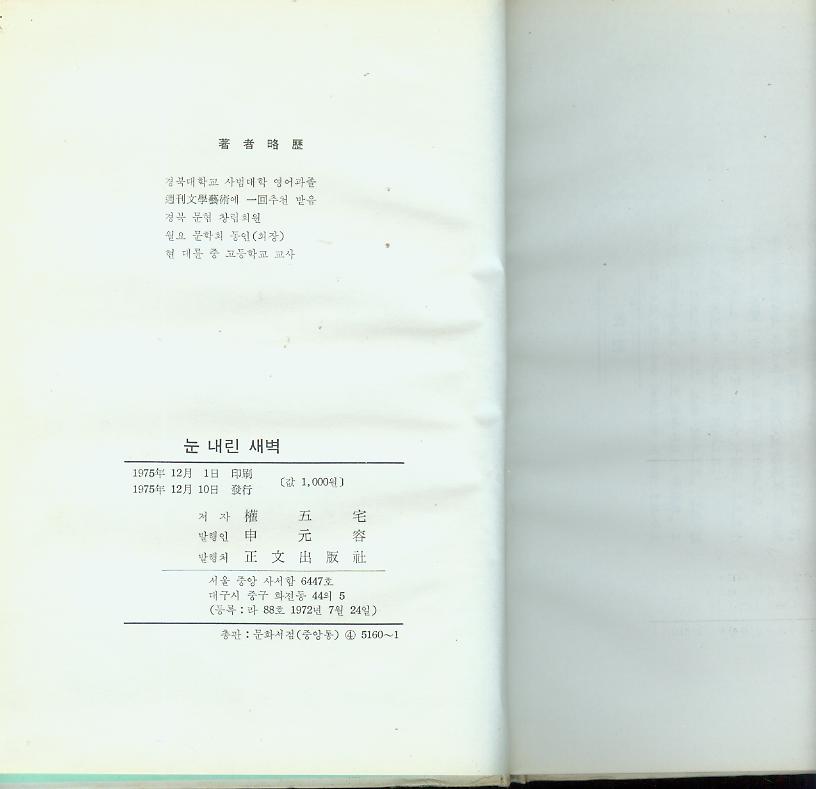 著者略歷
경북대학교 사범대학 영어과졸
週刊文學藝術에 一回추천 받음
경북 문협 창립회원
월요 문학회 동인(회장)
현 대륜 중 고등학교 교사
눈 내린 새벽
1975年 12月 1日 印刷
1975年 12月 10日 發行
〔값 1,000원〕
저 자 權 五 宅
발행인 申 元 容
발행처 正 文 出 版 社
서울 중앙 사서함 6447호
대구시 중구 화전동 44의 5
(등록 : 라 88호 1972년 7월 24일)
총판 : 문화서점(중앙통) ④ 5160~1